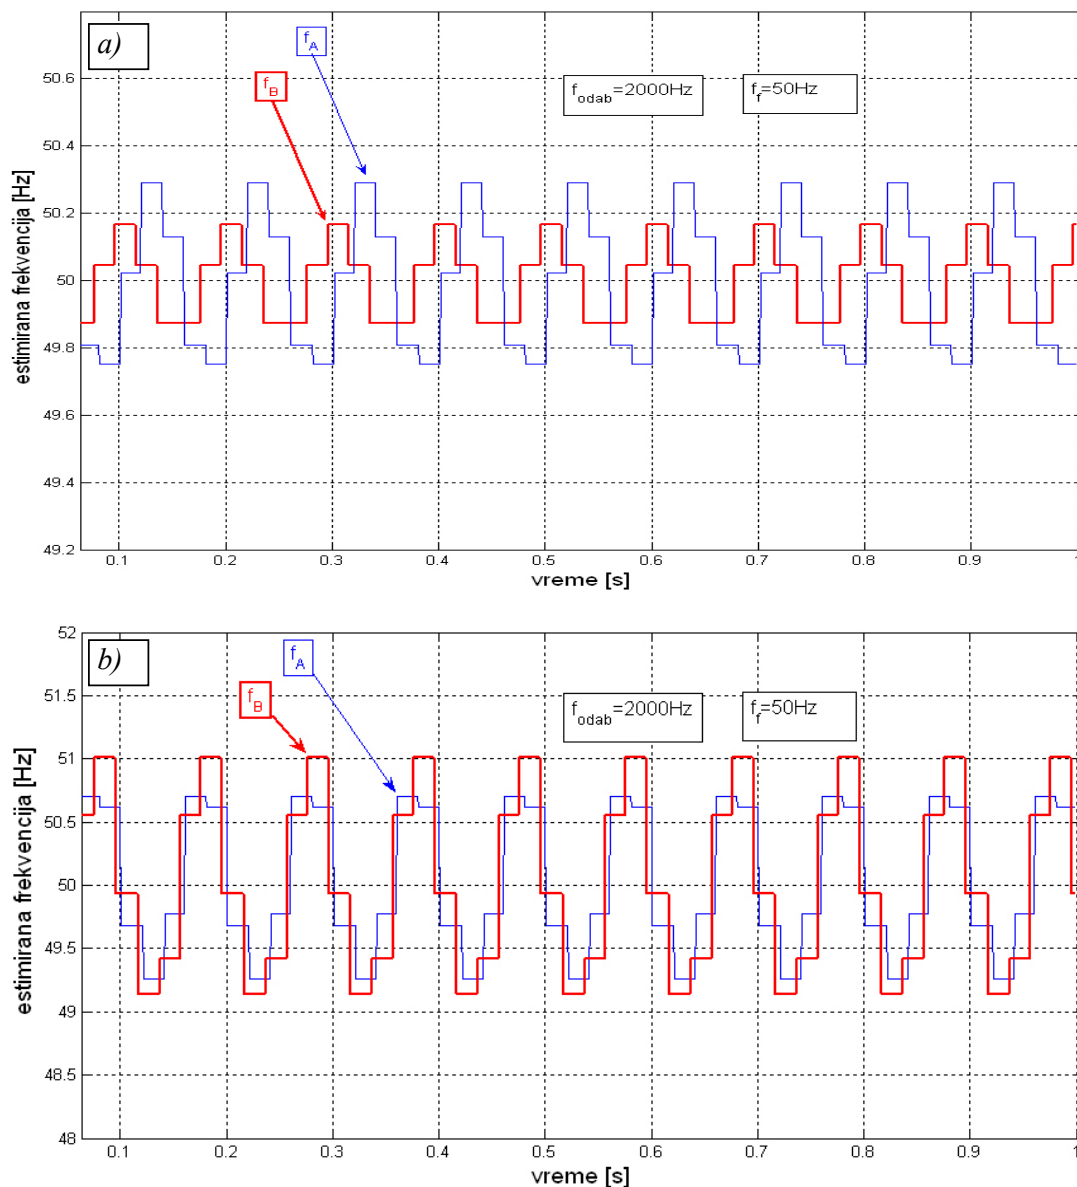 a)
f_A
f_B
f_odab=2000Hz
f_f=50Hz
estimirana frekvencija [Hz]
50.6
50.4
50.2
50
49.8
49.6
49.4
49.2
0.1 0.2 0.3 0.4 0.5 0.6 0.7 0.8 0.9 1
vreme [s]
b)
f_A
f_B
f_odab=2000Hz
f_f=50Hz
estimirana frekvencija [Hz]
52
51.5
51
50.5
50
49.5
49
48.5
48
0.1 0.2 0.3 0.4 0.5 0.6 0.7 0.8 0.9 1
vreme [s]